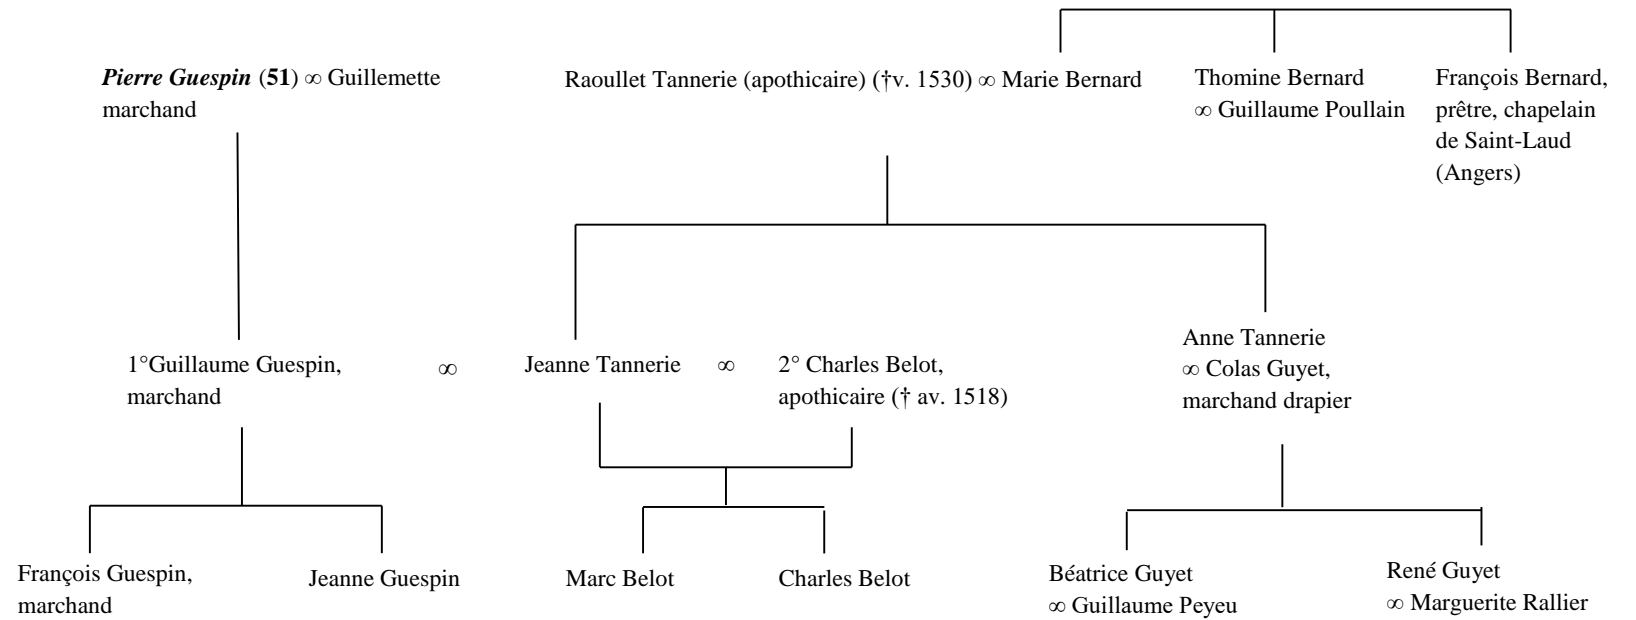 Pierre Guespin (51) ∞ Guillemette
marchand
Raoullet Tannerie (apothicaire) (†v. 1530) ∞ Marie Bernard
Thomine Bernard
∞ Guillaume Poullain
François Bernard,
prêtre, chapelain
de Saint-Laud
(Angers)
1°Guillaume Guespin,
marchand
∞
Jeanne Tannerie
∞
2° Charles Belot,
apothicaire († av. 1518)
Anne Tannerie
∞ Colas Guyet,
marchand drapier
François Guespin,
marchand
Jeanne Guespin
Marc Belot
Charles Belot
Béatrice Guyet
∞ Guillaume Peyeu
René Guyet
∞ Marguerite Rallier